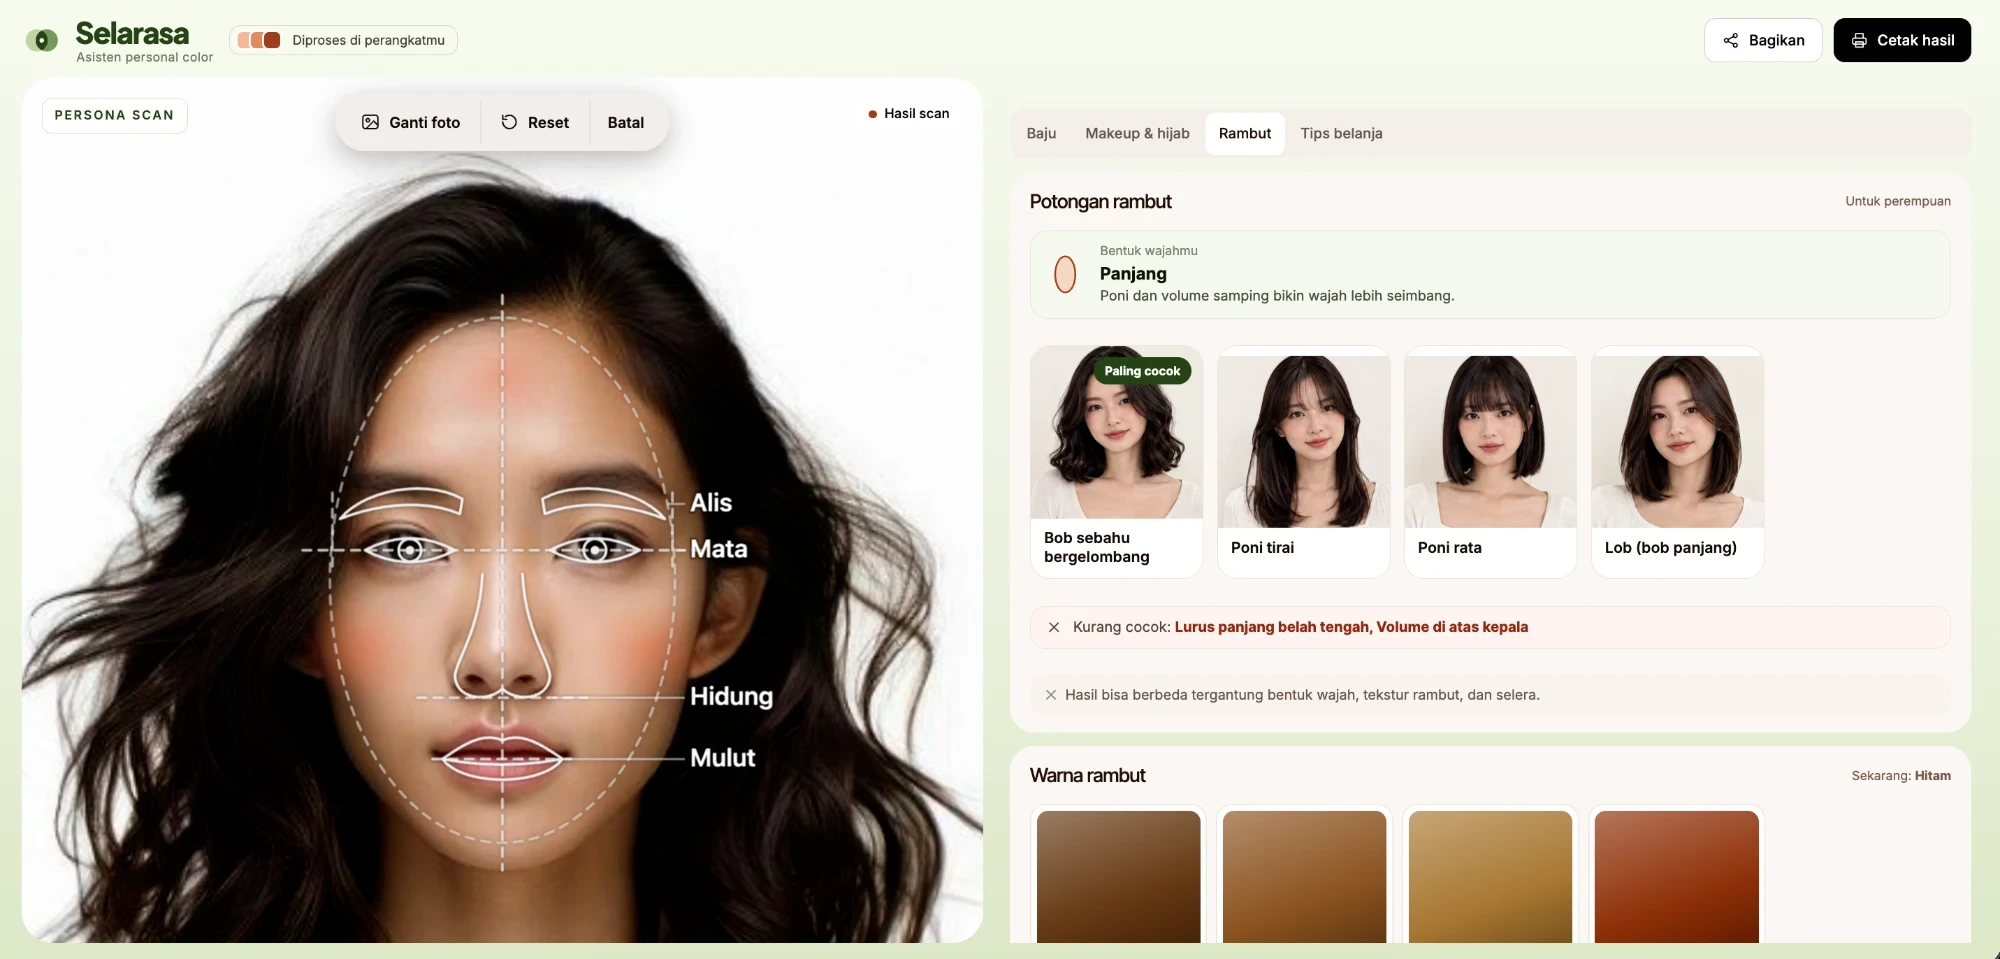 Selarasa
Asisten personal color
Diproses di perangkatmu
Bagikan
Cetak hasil
PERSONA SCAN
Ganti foto
Reset
Batal
Hasil scan
Alis
Mata
Hidung
Mulut
Baju
Makeup & hijab
Rambut
Tips belanja
Potongan rambut
Untuk perempuan
Bentuk wajahmu
Panjang
Poni dan volume samping bikin wajah lebih seimbang.
Paling cocok
Bob sebahu
bergelombang
Poni tirai
Poni rata
Lob (bob panjang)
Kurang cocok: Lurus panjang belah tengah, Volume di atas kepala
Hasil bisa berbeda tergantung bentuk wajah, tekstur rambut, dan selera.
Warna rambut
Sekarang: Hitam